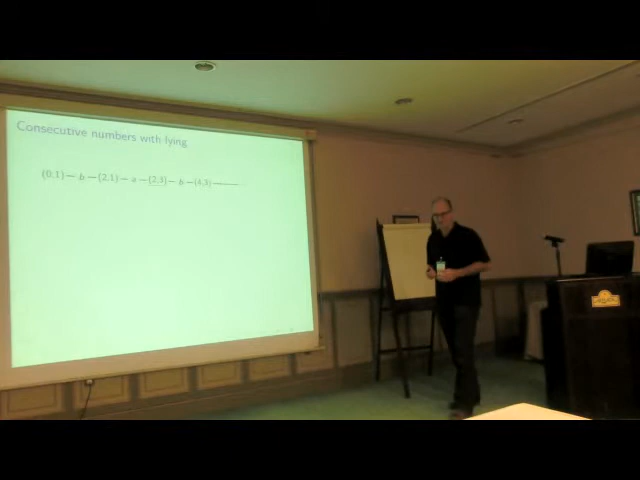 Consecutive numbers with lying
(0,1) — b — (2,1) — a — (2,3) — b — (4,3) ———